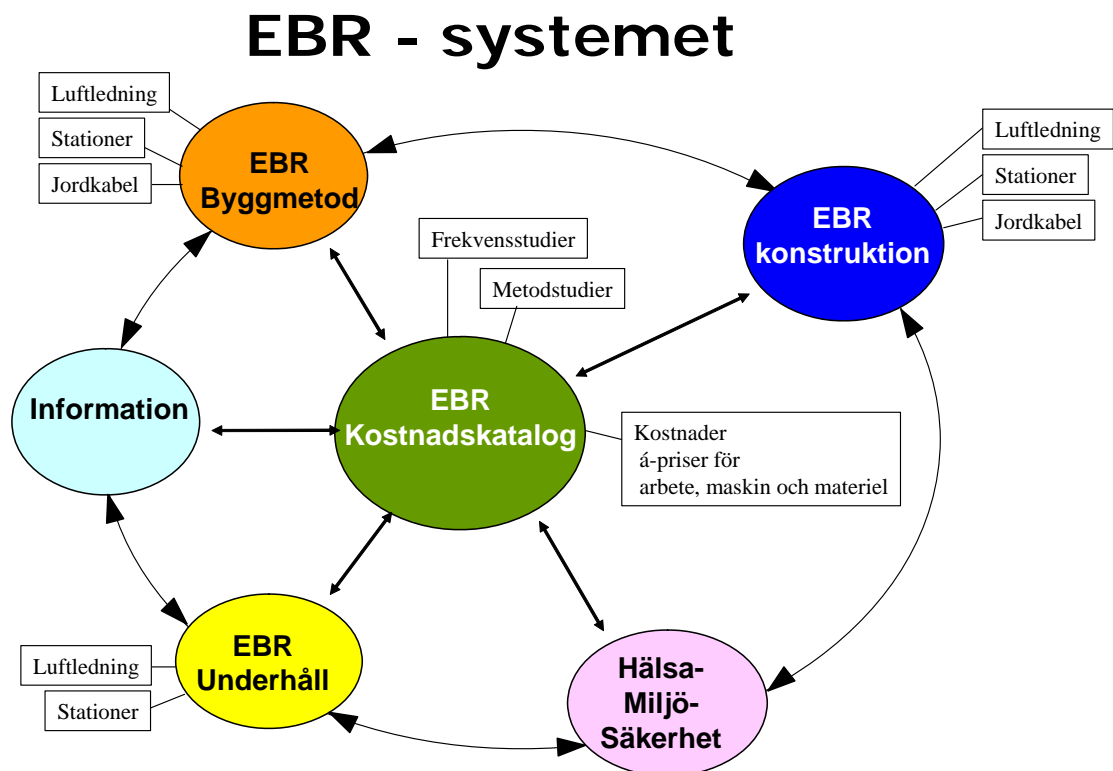 EBR - systemet
Luftledning
Stationer
Jordkabel
EBR
Byggmetod
Luftledning
Stationer
Jordkabel
EBR
konstruktion
Frekvensstudier
Metodstudier
Information
EBR
Kostnadskatalog
Kostnader
á-priser för
arbete, maskin och materiel
EBR
Underhåll
Luftledning
Stationer
Hälsa-
Miljö-
Säkerhet